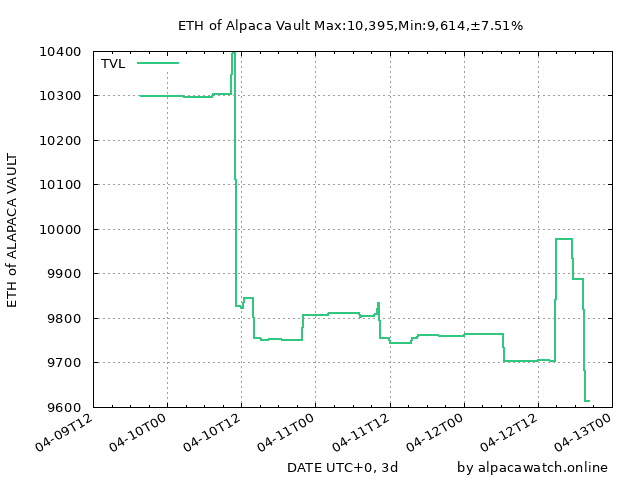 ETH of Alpaca Vault Max:10,395,Min:9,614,±7.51%
TVL
10400
10300
10200
10100
10000
9900
9800
9700
9600
ETH of ALAPACA VAULT
04-09T12
04-10T00
04-10T12
04-11T00
04-11T12
04-12T00
04-12T12
04-13T00
DATE UTC+0, 3d by alpacawatch.online